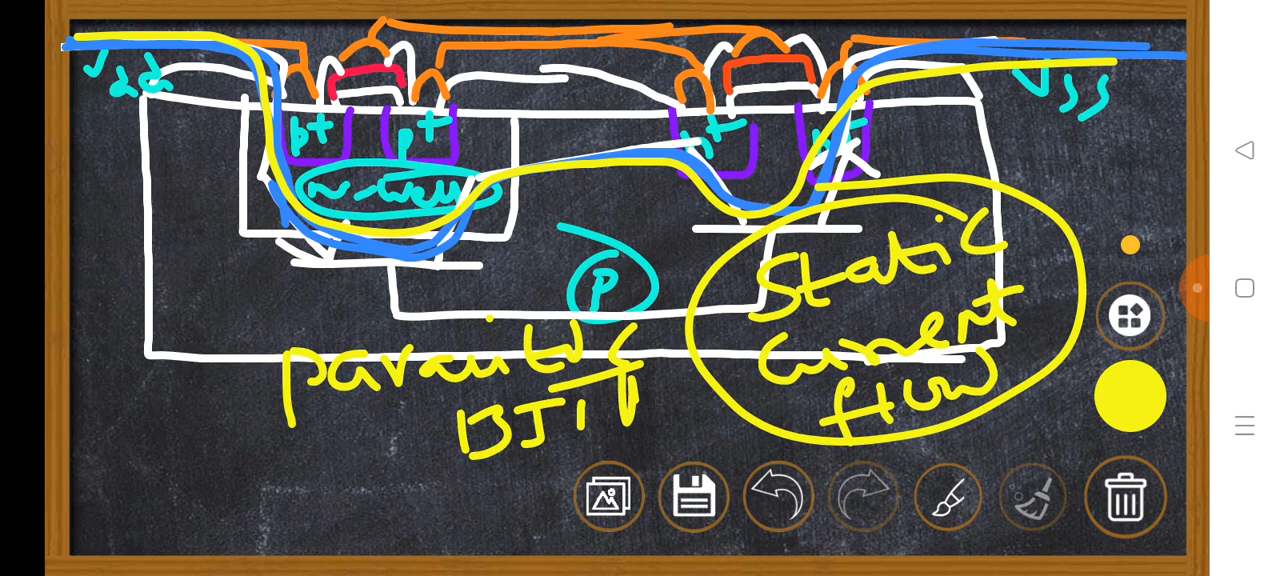 Vdd
Vss
p+
p+
n+
n-well
p
Static
current
flow
parasitic
BJT